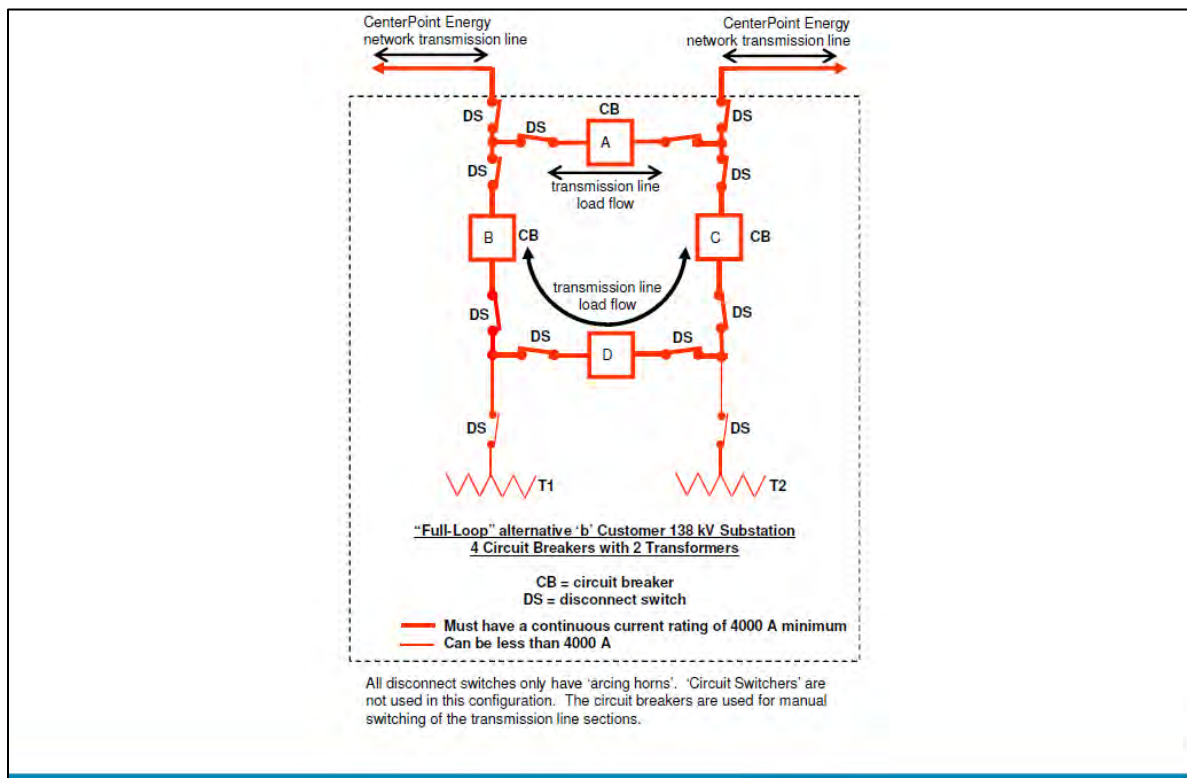 CenterPoint Energy
network transmission line
CenterPoint Energy
network transmission line
CB
DS
DS
DS
A
DS
DS
transmission line
load flow
B
CB
C
CB
transmission line
load flow
DS
DS
DS
D
DS
DS
DS
T1
T2
“Full-Loop” alternative ‘b’ Customer 138 kV Substation
4 Circuit Breakers with 2 Transformers
CB = circuit breaker
DS = disconnect switch
Must have a continuous current rating of 4000 A minimum
Can be less than 4000 A
All disconnect switches only have ‘arcing horns’. ‘Circuit Switchers’ are
not used in this configuration. The circuit breakers are used for manual
switching of the transmission line sections.